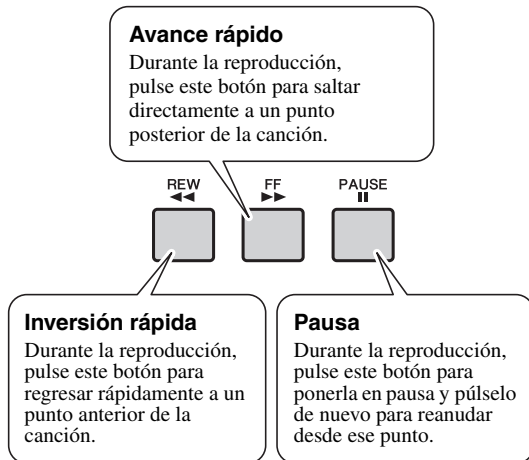 Avance rápido
Durante la reproducción,
pulse este botón para saltar
directamente a un punto
posterior de la canción.
REW
FF
PAUSE
Inversión rápida
Durante la reproducción,
pulse este botón para
regresar rápidamente a un
punto anterior de la
canción.
Pausa
Durante la reproducción,
pulse este botón para
ponerla en pausa y púlselo
de nuevo para reanudar
desde ese punto.